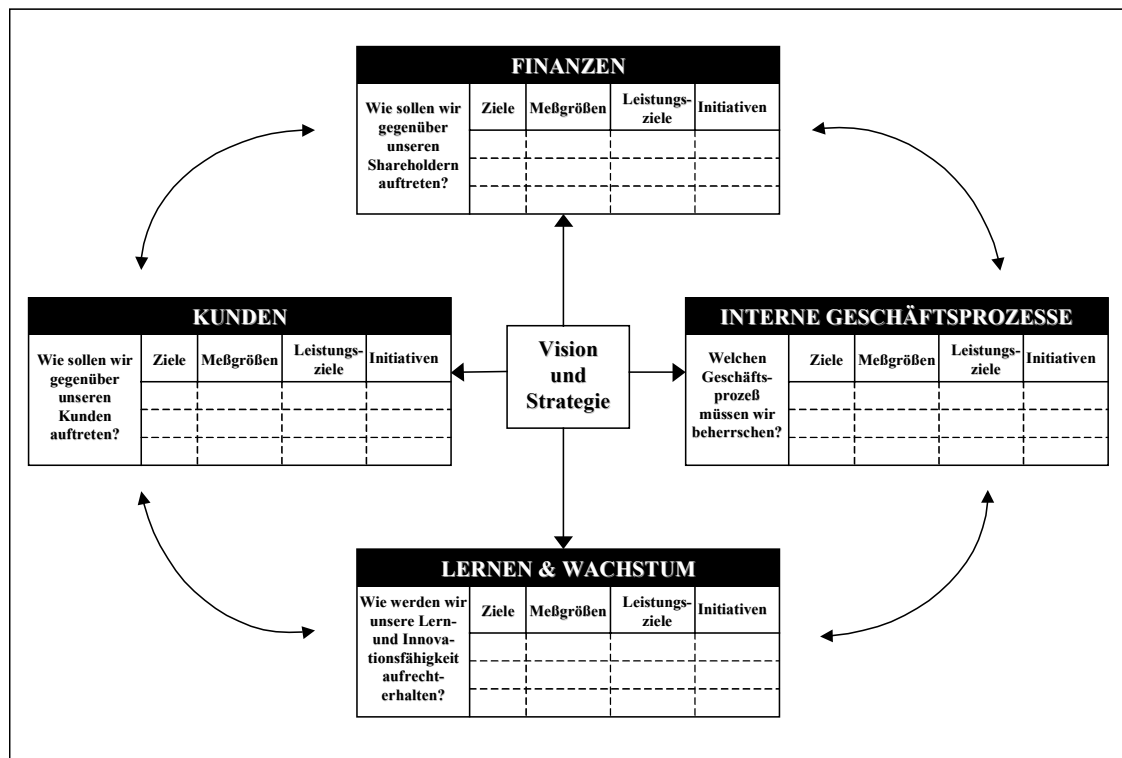 FINANZEN
Wie sollen wir
gegenüber
unseren
Shareholdern
auftreten?
Ziele
Meßgrößen
Leistungs-
ziele
Initiativen
KUNDEN
Wie sollen wir
gegenüber
unseren
Kunden
auftreten?
Ziele
Meßgrößen
Leistungs-
ziele
Initiativen
Vision
und
Strategie
INTERNE GESCHÄFTSPROZESSE
Welchen
Geschäfts-
prozeß
müssen wir
beherrschen?
Ziele
Meßgrößen
Leistungs-
ziele
Initiativen
LERNEN & WACHSTUM
Wie werden wir
unsere Lern-
und Innova-
tionsfähigkeit
aufrecht-
erhalten?
Ziele
Meßgrößen
Leistungs-
ziele
Initiativen